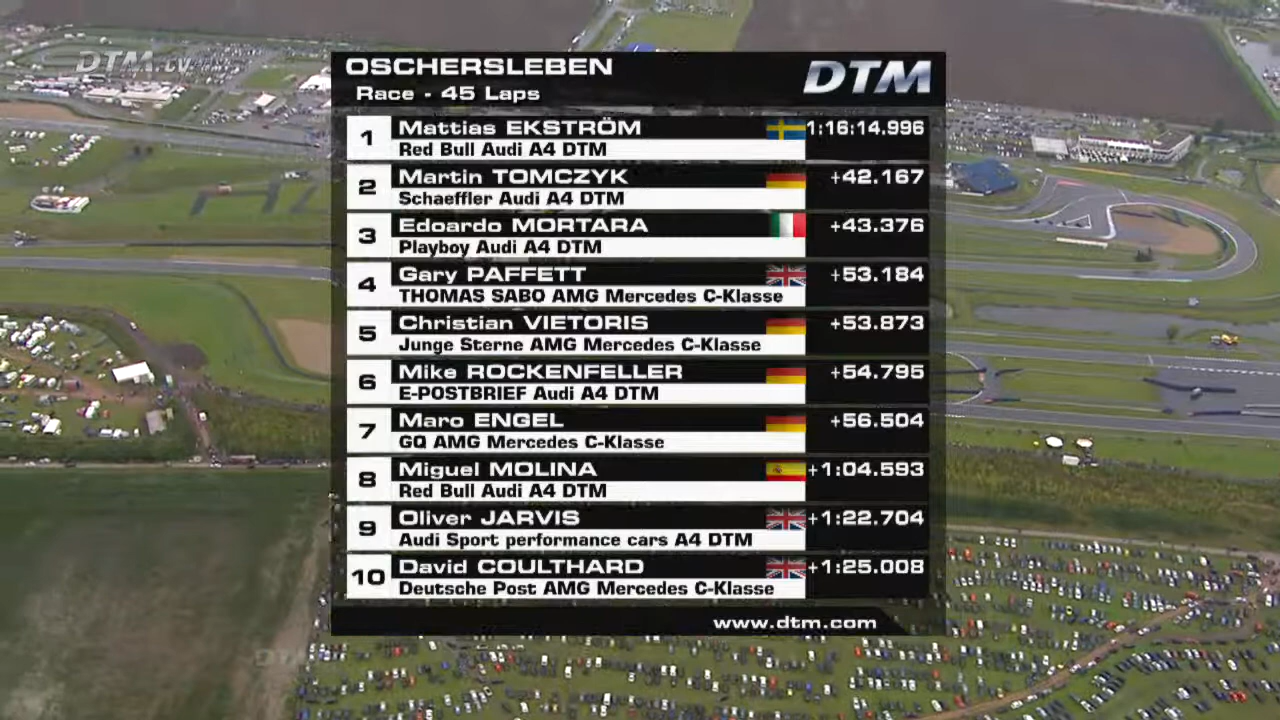 DTM.tv
OSCHERSLEBEN
DTM
Race - 45 Laps
1 Mattias EKSTRÖM 1:16:14.996
Red Bull Audi A4 DTM
2 Martin TOMCZYK +42.167
Schaeffler Audi A4 DTM
3 Edoardo MORTARA +43.376
Playboy Audi A4 DTM
4 Gary PAFFETT +53.184
THOMAS SABO AMG Mercedes C-Klasse
5 Christian VIETORIS +53.873
Junge Sterne AMG Mercedes C-Klasse
6 Mike ROCKENFELLER +54.795
E-POSTBRIEF Audi A4 DTM
7 Maro ENGEL +56.504
GQ AMG Mercedes C-Klasse
8 Miguel MOLINA +1:04.593
Red Bull Audi A4 DTM
9 Oliver JARVIS +1:22.704
Audi Sport performance cars A4 DTM
10 David COULTHARD +1:25.008
Deutsche Post AMG Mercedes C-Klasse
www.dtm.com